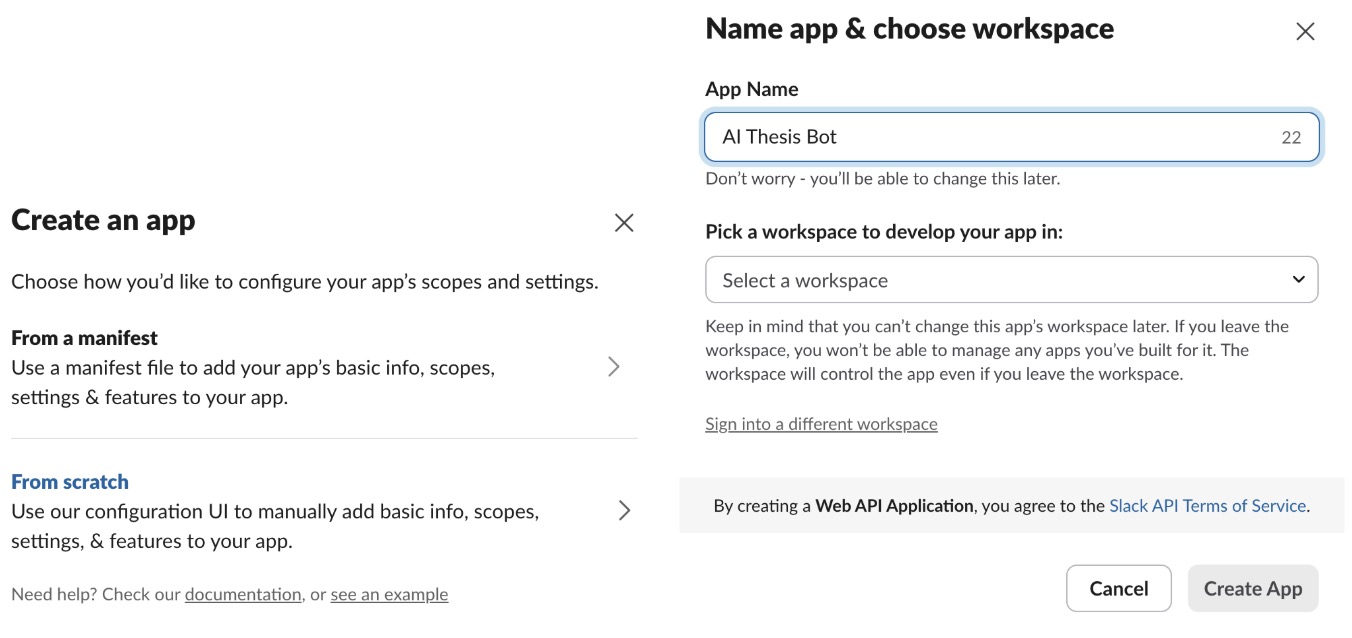 Create an app
Choose how you’d like to configure your app’s scopes and settings.
From a manifest
Use a manifest file to add your app’s basic info, scopes,
settings & features to your app.
From scratch
Use our configuration UI to manually add basic info, scopes,
settings, & features to your app.
Need help? Check our documentation, or see an example
Name app & choose workspace
App Name
AI Thesis Bot 22
Don’t worry - you’ll be able to change this later.
Pick a workspace to develop your app in:
Select a workspace
Keep in mind that you can’t change this app’s workspace later. If you leave the
workspace, you won’t be able to manage any apps you’ve built for it. The
workspace will control the app even if you leave the workspace.
Sign into a different workspace
By creating a Web API Application, you agree to the Slack API Terms of Service.
Cancel Create App